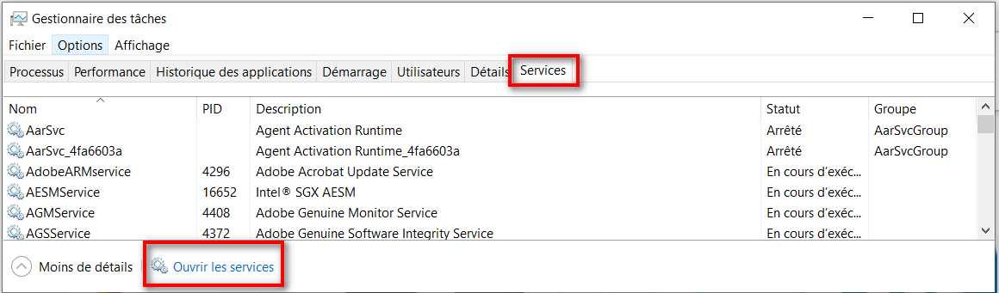 Gestionnaire des tâches
Fichier Options Affichage
Processus Performance Historique des applications Démarrage Utilisateurs Détails Services
Nom PID Description Statut Groupe
AarSvc Agent Activation Runtime Arrêté AarSvcGroup
AarSvc_4fa6603a Agent Activation Runtime_4fa6603a Arrêté AarSvcGroup
AdobeARMservice 4296 Adobe Acrobat Update Service En cours d'exéc...
AESMService 16652 Intel® SGX AESM En cours d'exéc...
AGMService 4408 Adobe Genuine Monitor Service En cours d'exéc...
AGSService 4372 Adobe Genuine Software Integrity Service En cours d'exéc...
Moins de détails Ouvrir les services